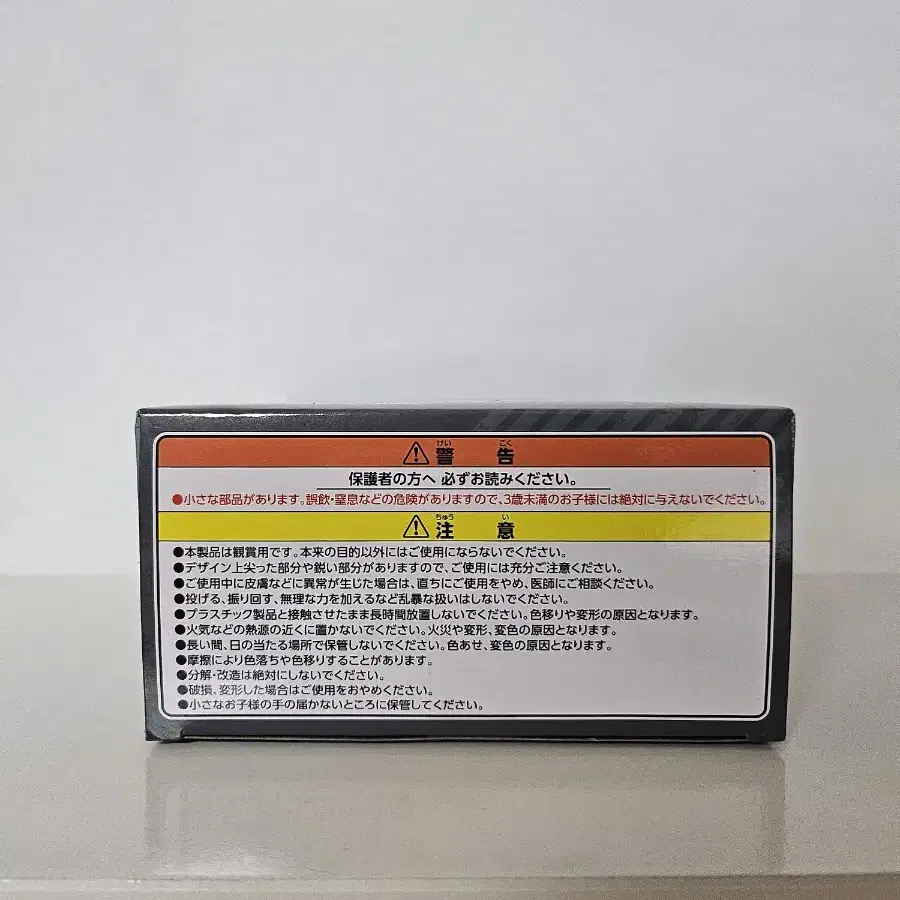 けい こく
⚠警 告
保護者の方へ 必ずお読みください。
●小さな部品があります。誤飲・窒息などの危険がありますので、3歳未満のお子様には絶対に与えないでください。
ちゅう い
⚠注 意
●本製品は観賞用です。本来の目的以外にはご使用にならないでください。
●デザイン上尖った部分や鋭い部分がありますので、ご使用には充分ご注意ください。
●ご使用中に皮膚などに異常が生じた場合は、直ちにご使用をやめ、医師にご相談ください。
●投げる、振り回す、無理な力を加えるなど乱暴な扱いはしないでください。
●プラスチック製品と接触させたまま長時間放置しないでください。色移りや変形の原因となります。
●火気などの熱源の近くに置かないでください。火災や変形、変色の原因となります。
●長い間、日の当たる場所で保管しないでください。色あせ、変色の原因となります。
●摩擦により色落ちや色移りすることがあります。
●分解・改造は絶対にしないでください。
●破損、変形した場合はご使用をおやめください。
●小さなお子様の手の届かないところに保管してください。